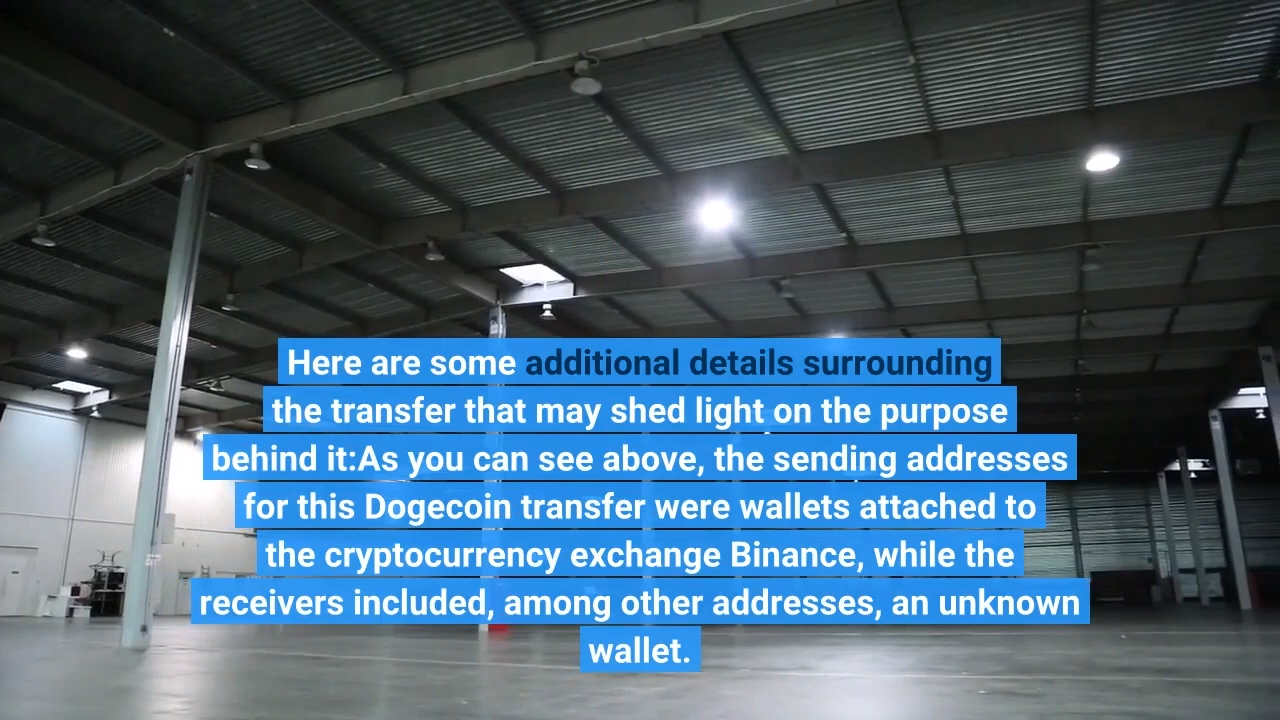 Here are some additional details surrounding
the transfer that may shed light on the purpose
behind it:As you can see above, the sending addresses
for this Dogecoin transfer were wallets attached to
the cryptocurrency exchange Binance, while the
receivers included, among other addresses, an unknown
wallet.